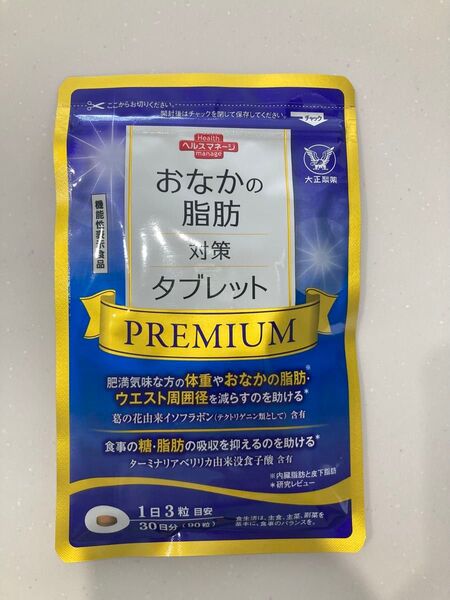 ここからお切りください。
開封後はチャックを閉じて保存してください。
チャック
Health
ヘルスマネージ
manage
大正製薬
機能性表示食品
おなかの
脂肪
対策
タブレット
PREMIUM
肥満気味な方の体重やおなかの脂肪※・
ウエスト周囲径を減らすのを助ける*
葛の花由来イソフラボン(テクトリゲニン類として)含有
食事の糖・脂肪の吸収を抑えるのを助ける*
ターミナリアベリリカ由来没食子酸 含有
※内臓脂肪と皮下脂肪
*研究レビュー
1日3粒 目安
30日分(90粒)
食生活は、主食、主菜、副菜を
基本に、食事のバランスを。